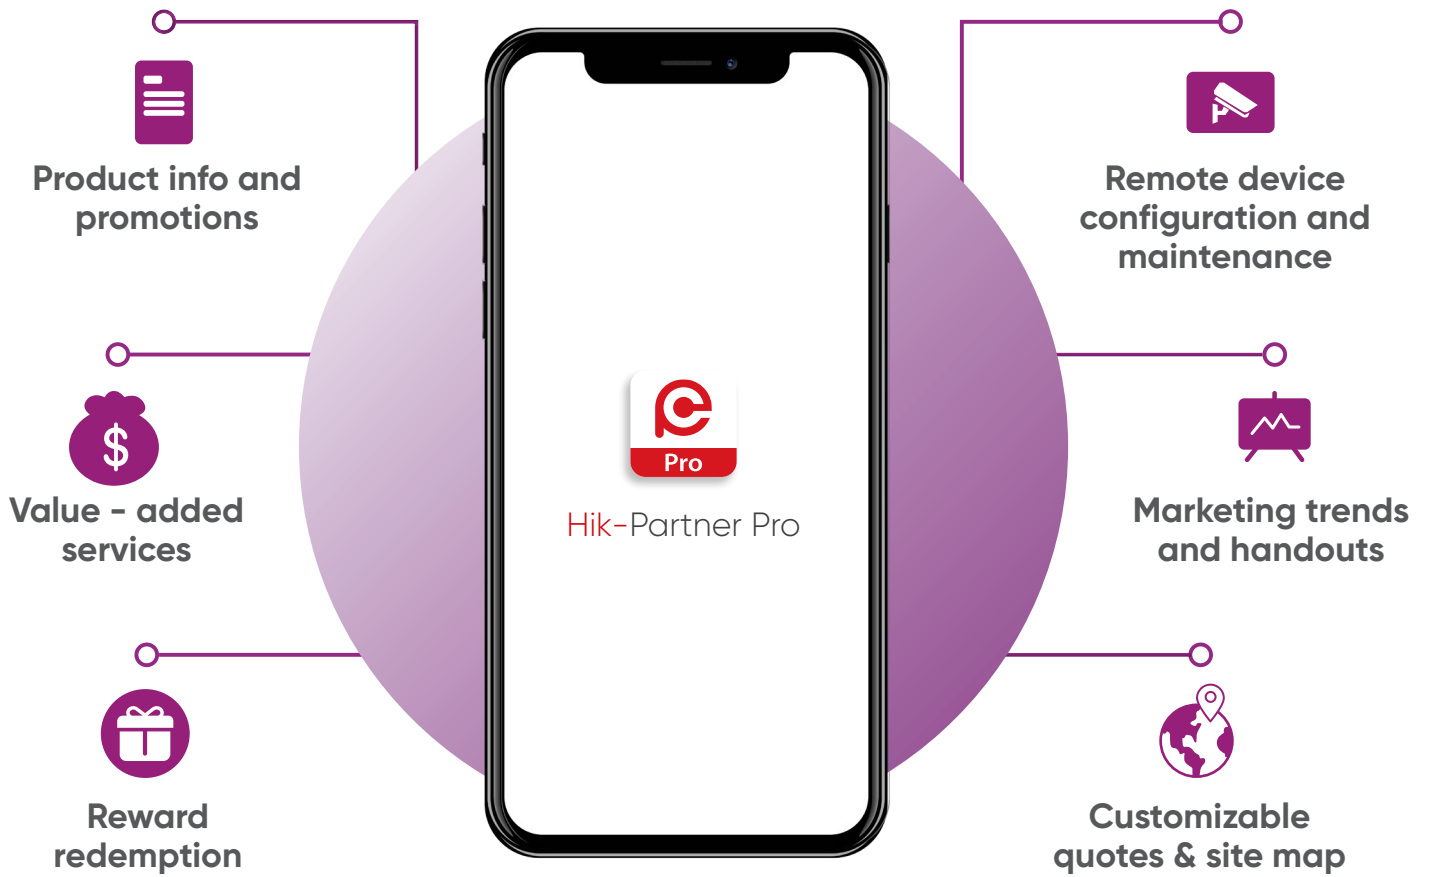 Product info and
promotions
Value - added
services
$
Reward
redemption
Pro
Hik-Partner Pro
Remote device
configuration and
maintenance
Marketing trends
and handouts
Customizable
quotes & site map